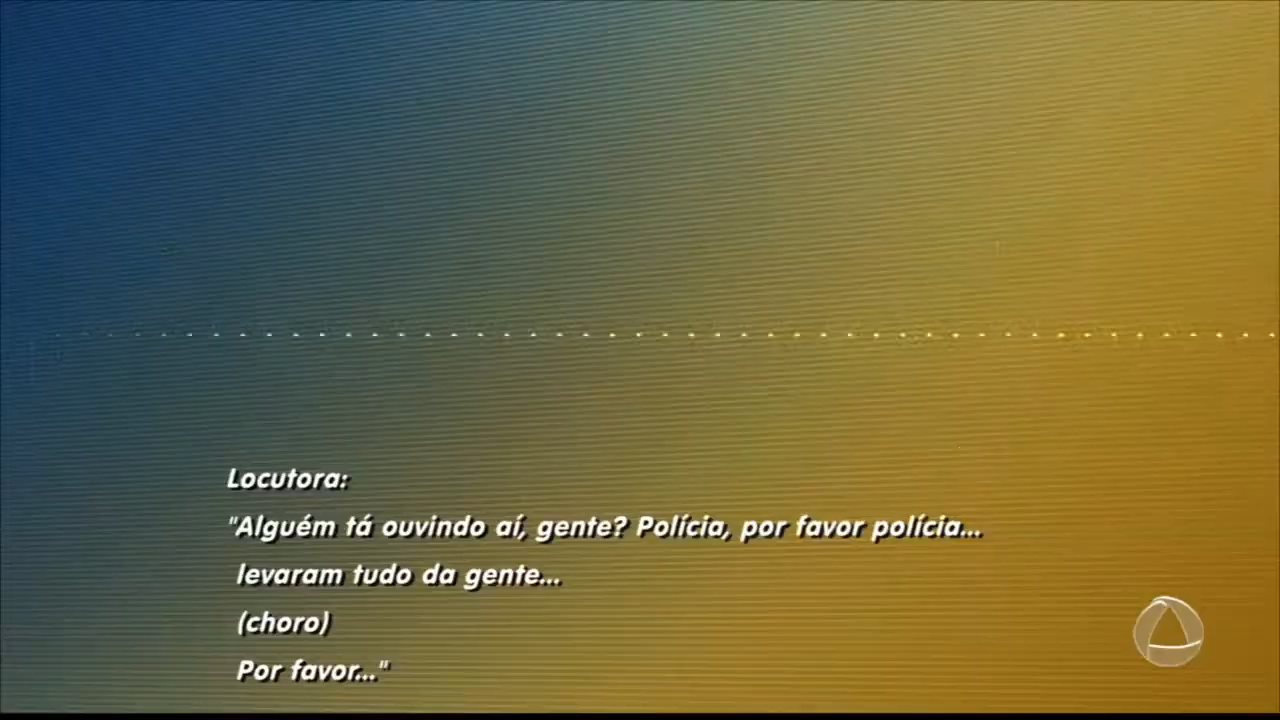 Locutora:
"Alguém tá ouvindo aí, gente? Polícia, por favor polícia...
levaram tudo da gente...
(choro)
Por favor..."